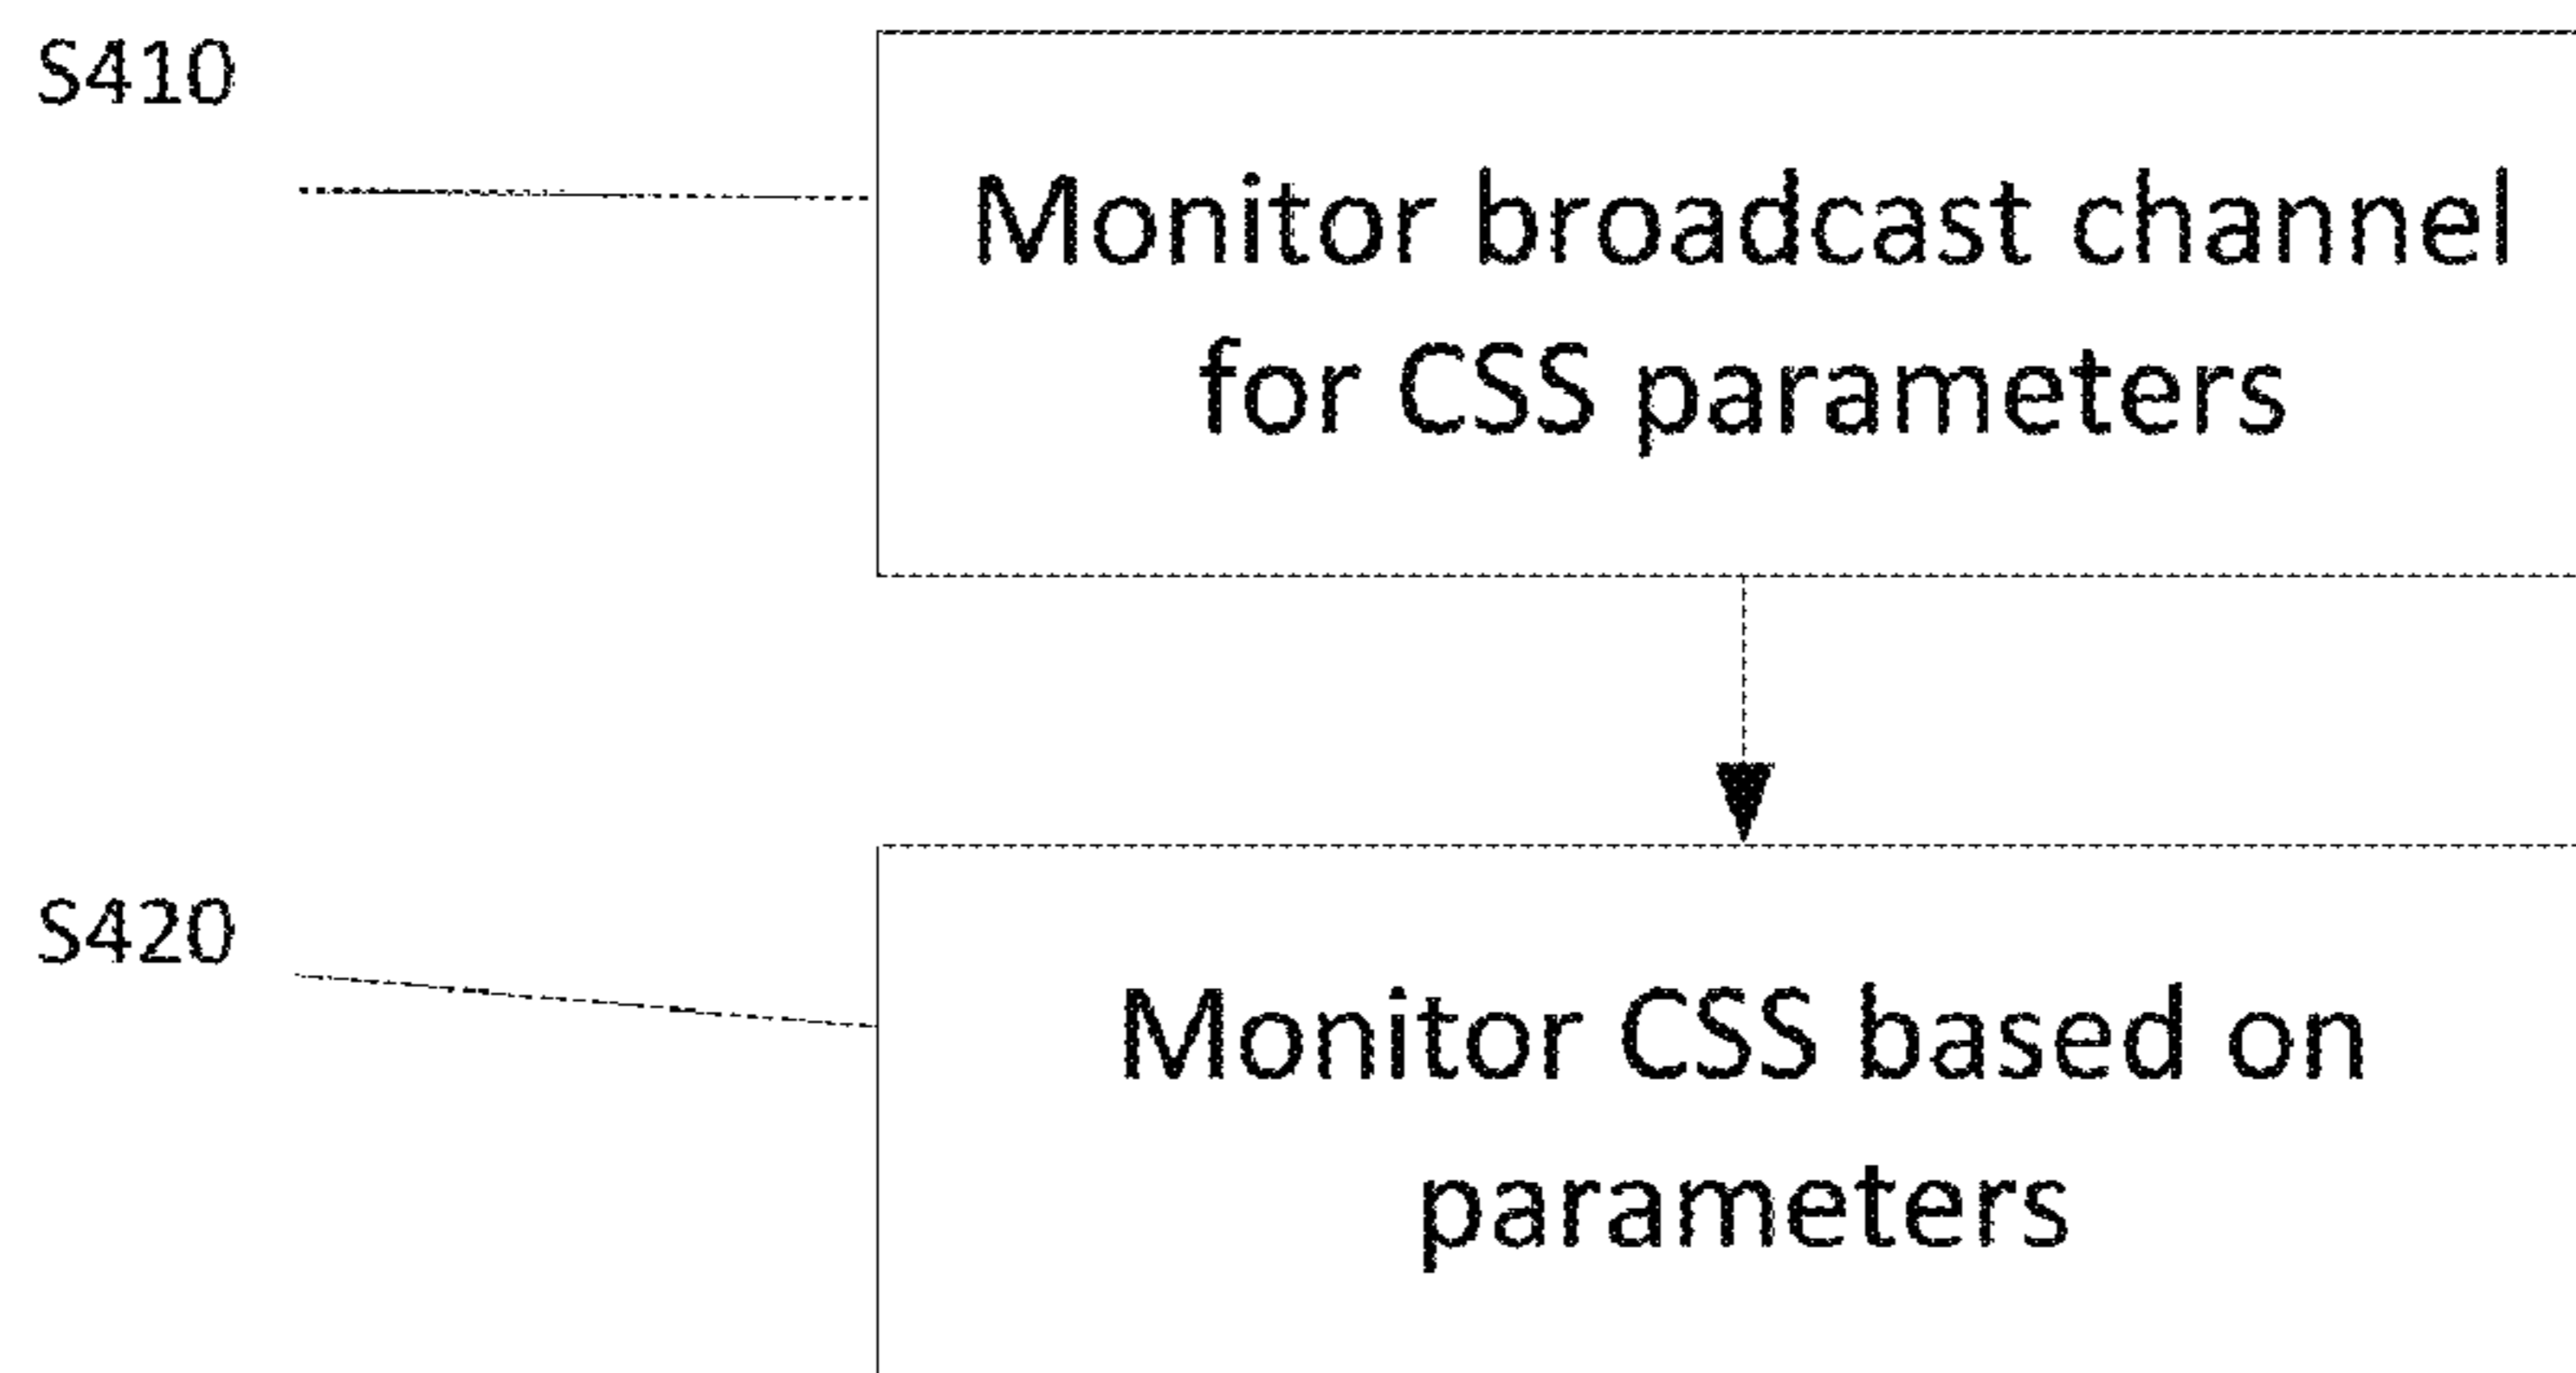 S410
Monitor broadcast channel
for CSS parameters
S420
Monitor CSS based on
parameters